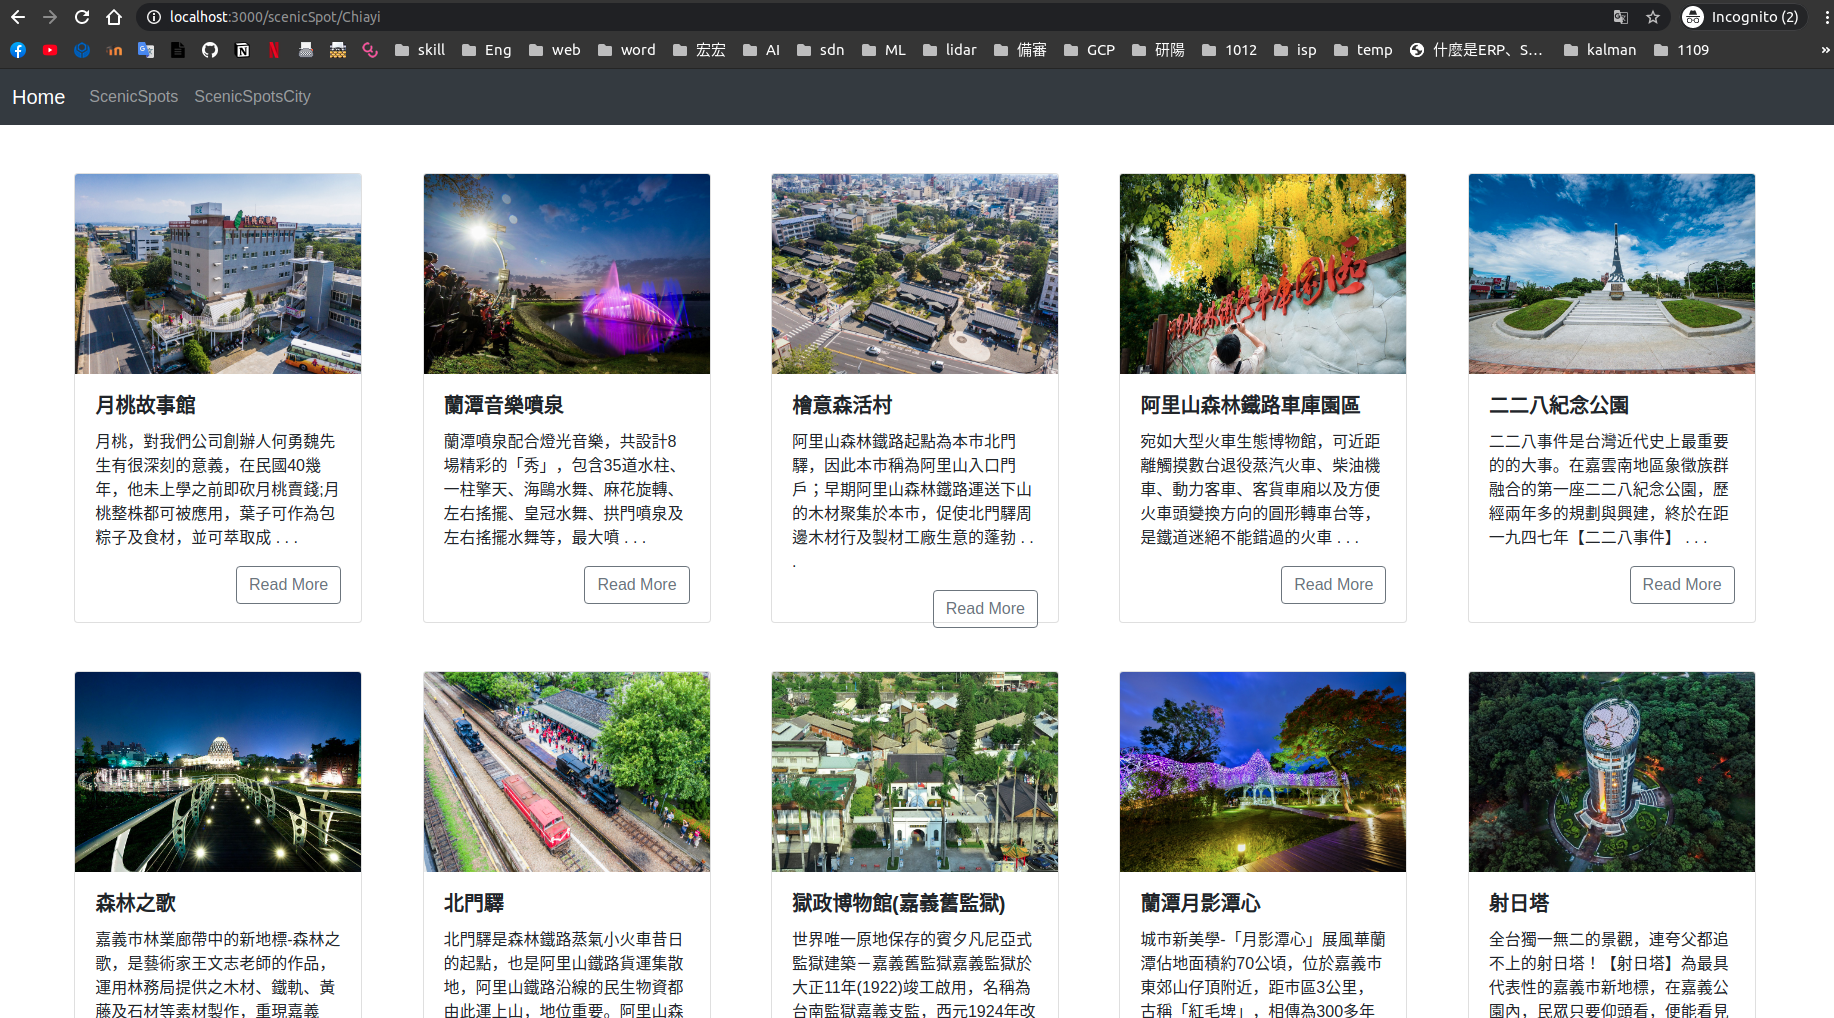 localhost:3000/scenicSpot/Chiayi
Incognito (2)
skill Eng web word 宏宏 AI sdn ML lidar 備審 GCP 研陽 1012 isp temp 什麼是ERP、S... kalman 1109 »
Home ScenicSpots ScenicSpotsCity
月桃故事館
月桃，對我們公司創辦人何勇魏先
生有很深刻的意義，在民國40幾
年，他未上學之前即砍月桃賣錢;月
桃整株都可被應用，葉子可作為包
粽子及食材，並可萃取成 . . .
Read More
蘭潭音樂噴泉
蘭潭噴泉配合燈光音樂，共設計8
場精彩的「秀」，包含35道水柱、
一柱擎天、海鷗水舞、麻花旋轉、
左右搖擺、皇冠水舞、拱門噴泉及
左右搖擺水舞等，最大噴 . . .
Read More
檜意森活村
阿里山森林鐵路起點為本市北門
驛，因此本市稱為阿里山入口門
戶；早期阿里山森林鐵路運送下山
的木材聚集於本市，促使北門驛周
邊木材行及製材工廠生意的蓬勃 . .
.
Read More
阿里山森林鐵路車庫園區
宛如大型火車生態博物館，可近距
離觸摸數台退役蒸汽火車、柴油機
車、動力客車、客貨車廂以及方便
火車頭變換方向的圓形轉車台等，
是鐵道迷絕不能錯過的火車 . . .
Read More
二二八紀念公園
二二八事件是台灣近代史上最重要
的的大事。在嘉雲南地區象徵族群
融合的第一座二二八紀念公園，歷
經兩年多的規劃與興建，終於在距
一九四七年【二二八事件】 . . .
Read More
森林之歌
嘉義市林業廊帶中的新地標-森林之
歌，是藝術家王文志老師的作品，
運用林務局提供之木材、鐵軌、黃
藤及石材等素材製作，重現嘉義
北門驛
北門驛是森林鐵路蒸氣小火車昔日
的起點，也是阿里山鐵路貨運集散
地，阿里山鐵路沿線的民生物資都
由此運上山，地位重要。阿里山森
獄政博物館(嘉義舊監獄)
世界唯一原地保存的賓夕凡尼亞式
監獄建築－嘉義舊監獄嘉義監獄於
大正11年(1922)竣工啟用，名稱為
台南監獄嘉義支監，西元1924年改
蘭潭月影潭心
城市新美學-「月影潭心」展風華蘭
潭佔地面積約70公頃，位於嘉義市
東郊山仔頂附近，距市區3公里，
古稱「紅毛埤」，相傳為300多年
射日塔
全台獨一無二的景觀，連夸父都追
不上的射日塔！【射日塔】為最具
代表性的嘉義市新地標，在嘉義公
園內，民眾只要仰頭看，便能看見